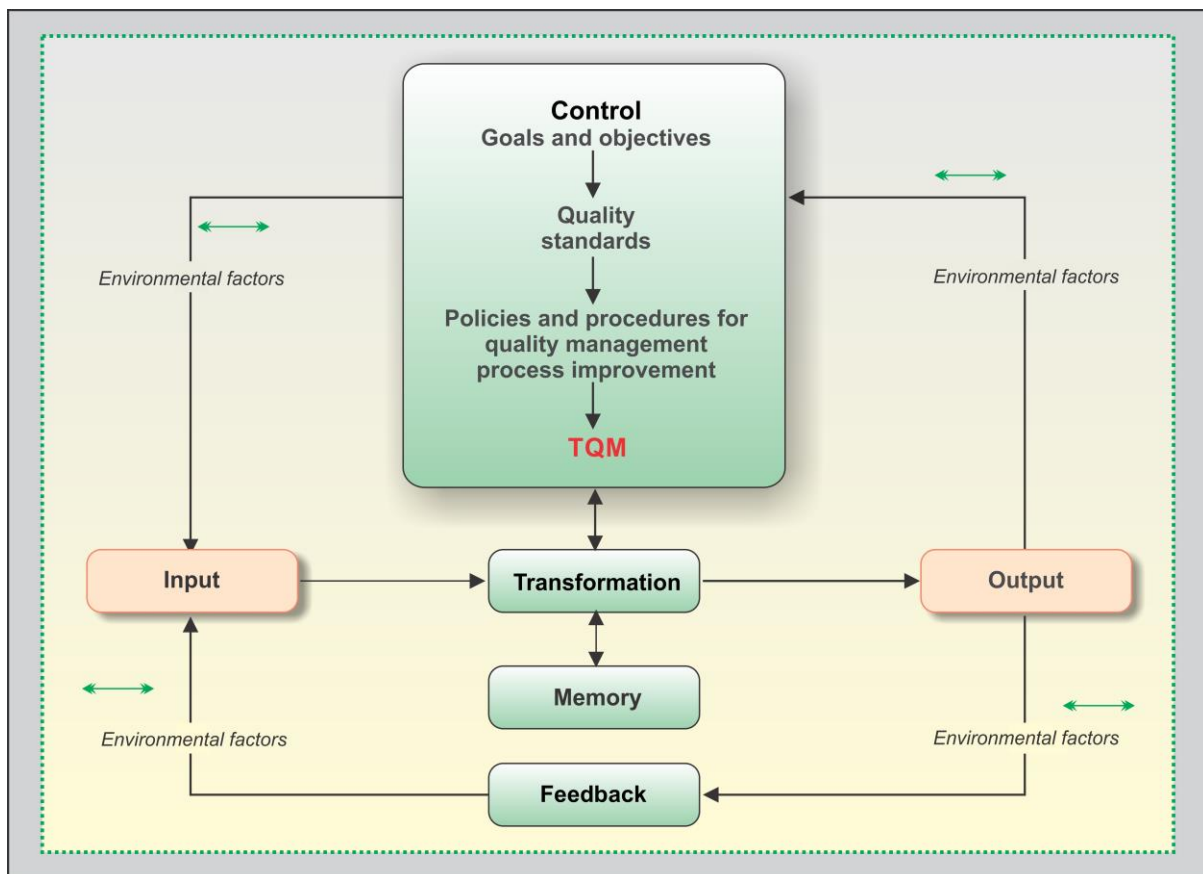 Control
Goals and objectives
Quality
standards
Policies and procedures for
quality management
process improvement
TQM
Environmental factors
Environmental factors
Input
Transformation
Output
Memory
Environmental factors
Environmental factors
Feedback